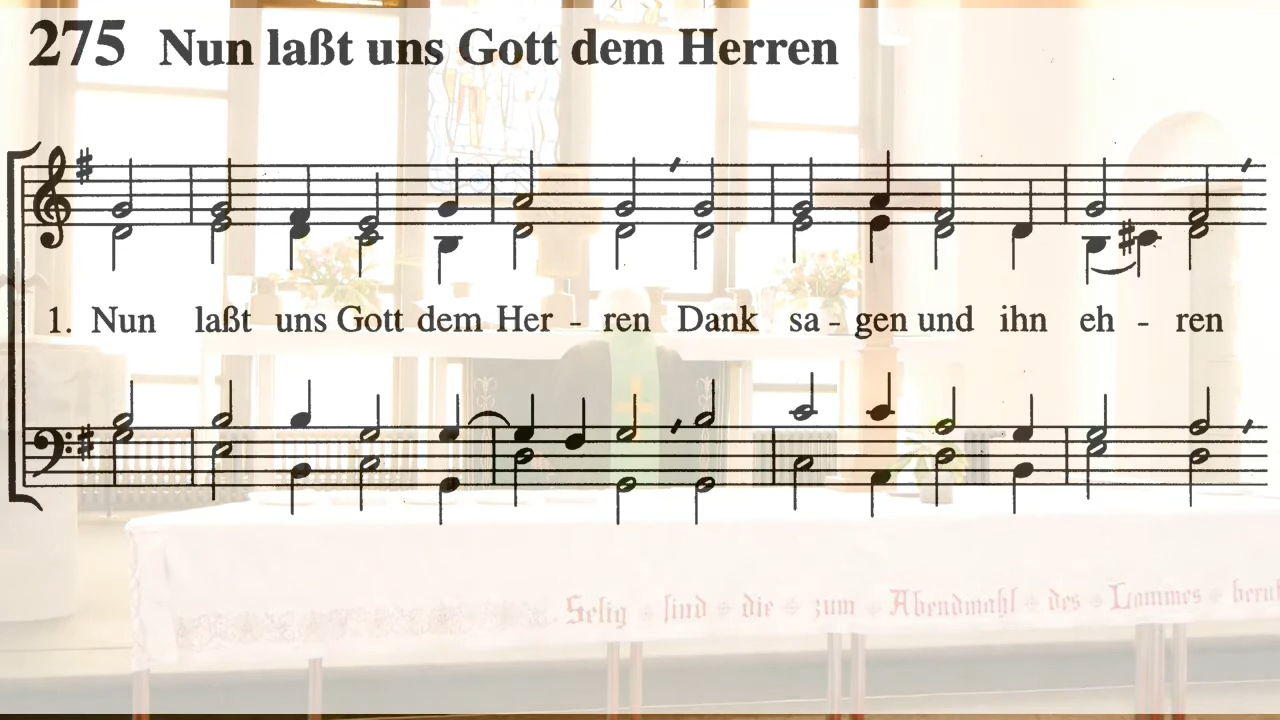 275 Nun laßt uns Gott dem Herren
1. Nun laßt uns Gott dem Her - ren Dank sa - gen und ihn eh - ren
Selig sind die zum Abendmahl des Lammes